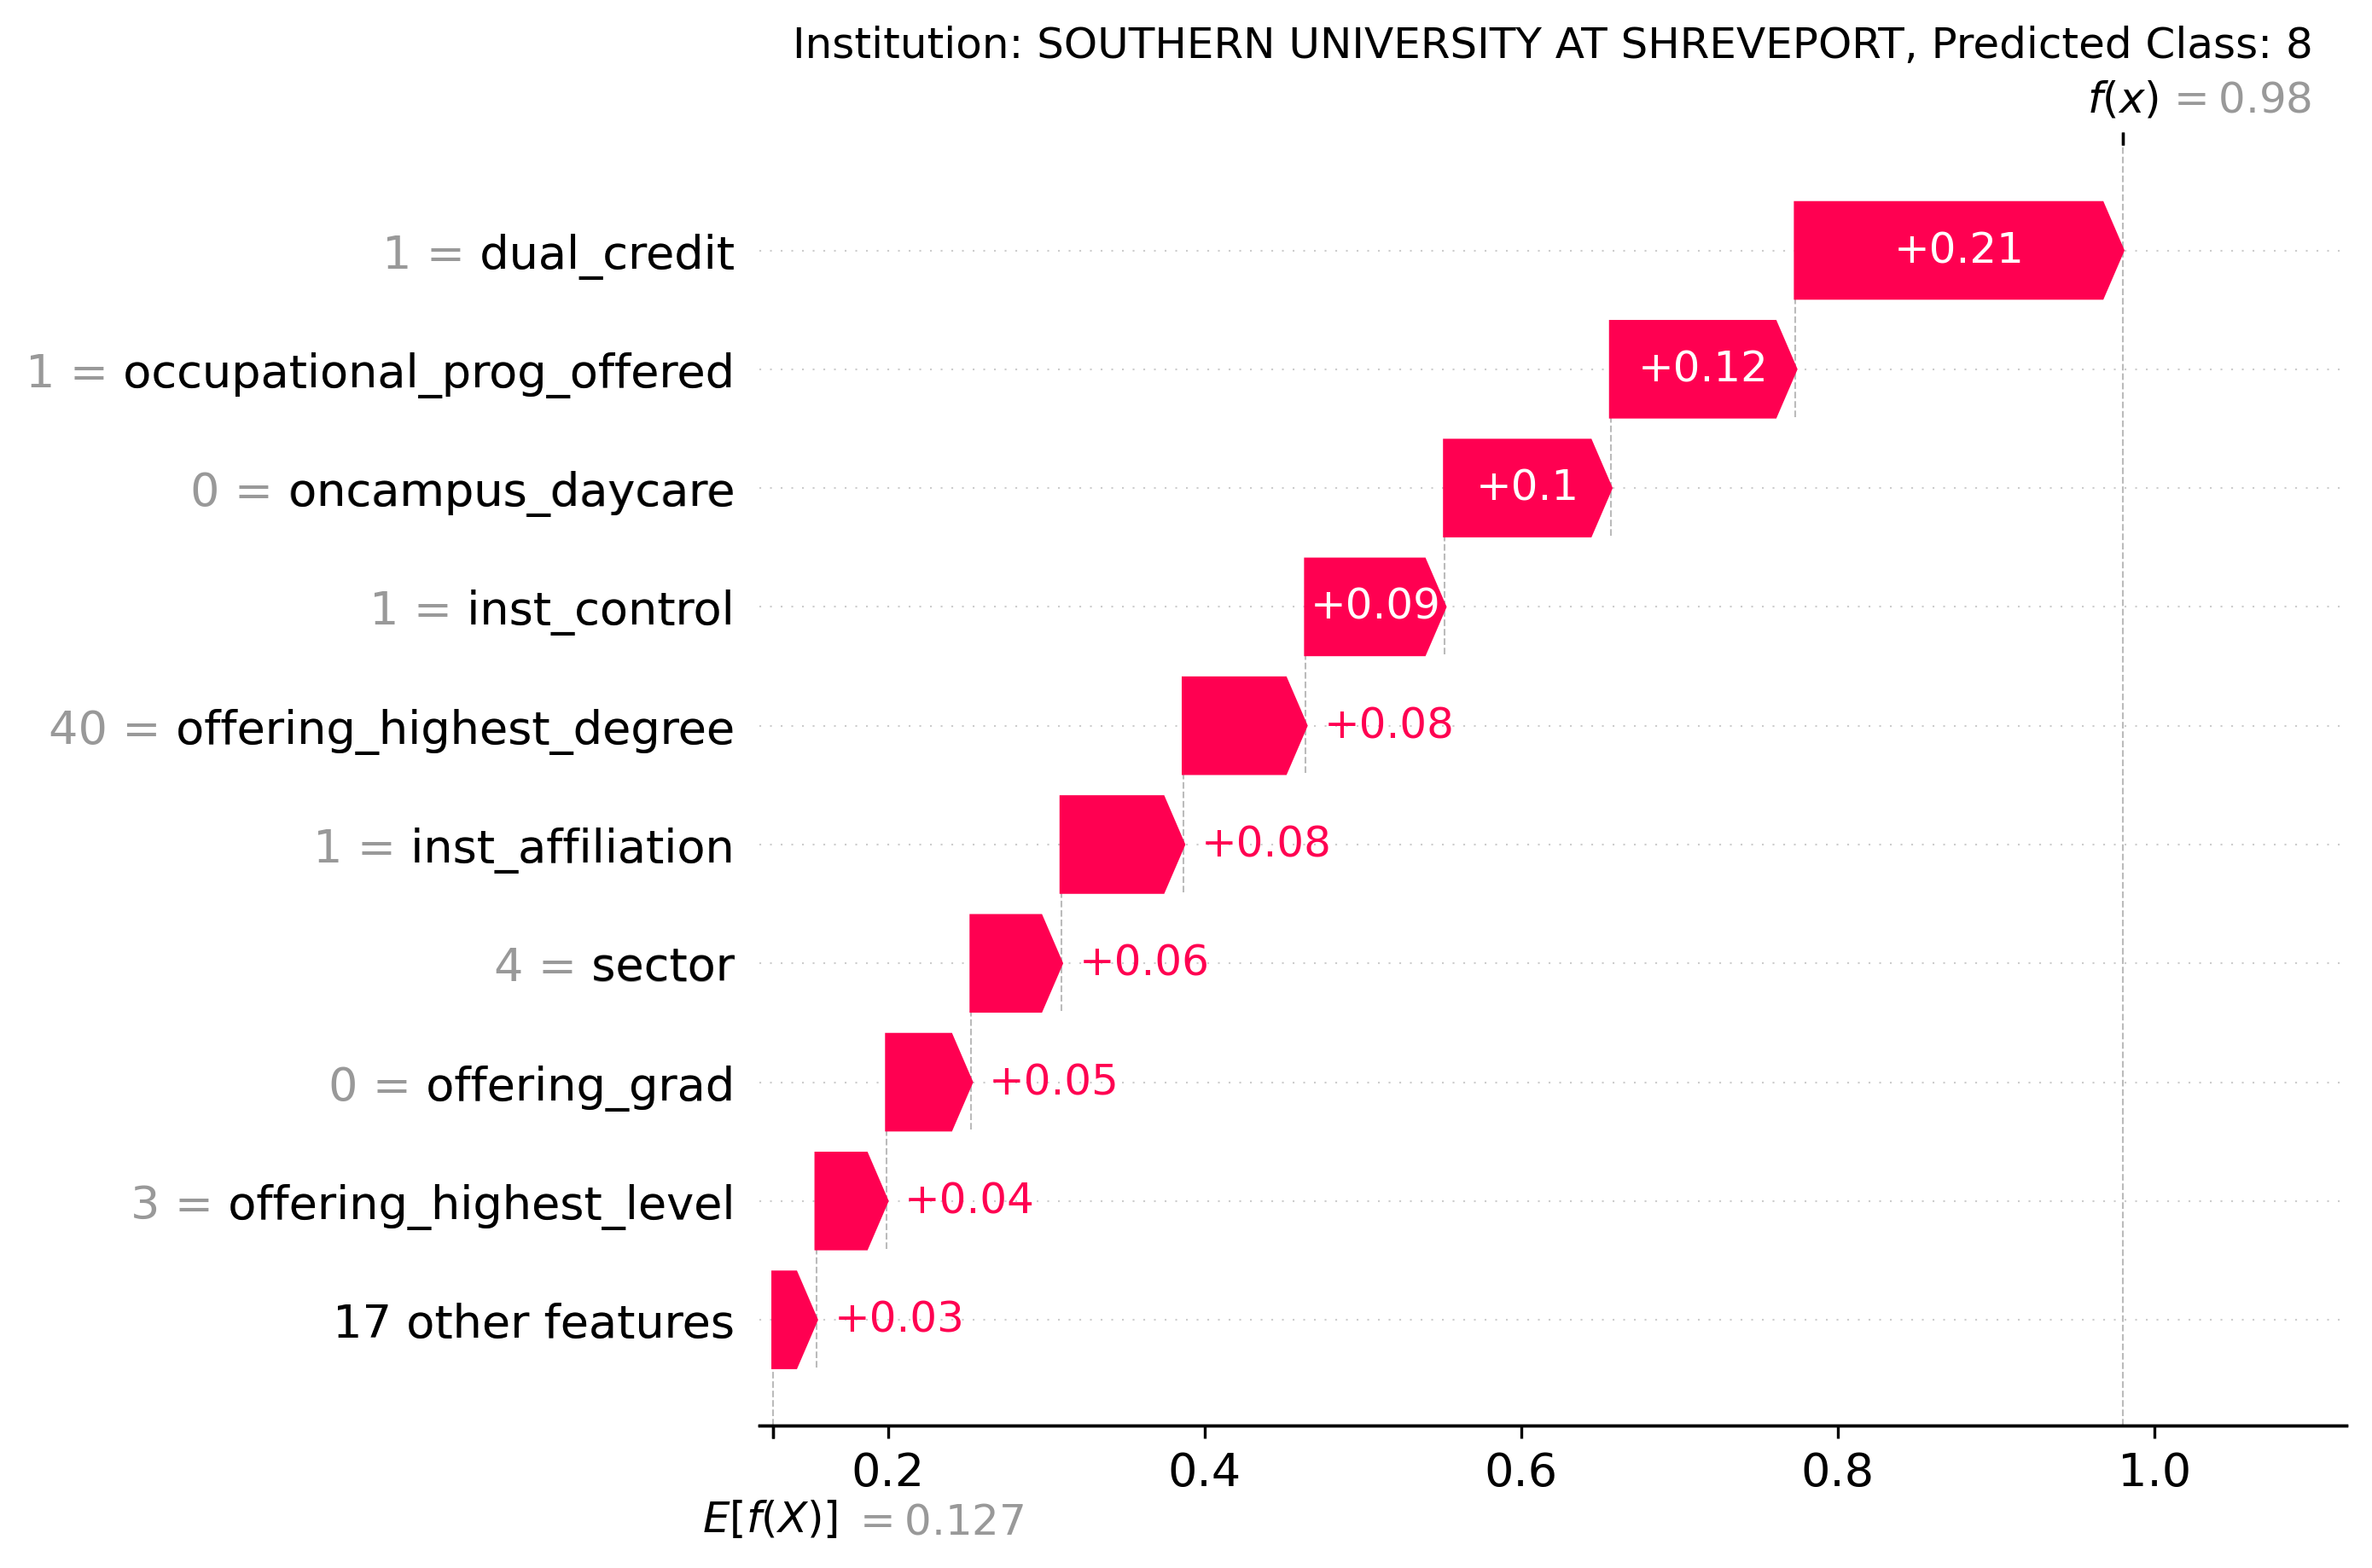 Institution: SOUTHERN UNIVERSITY AT SHREVEPORT, Predicted Class: 8
f(x) = 0.98
1 = dual_credit +0.21
1 = occupational_prog_offered +0.12
0 = oncampus_daycare +0.1
1 = inst_control +0.09
40 = offering_highest_degree +0.08
1 = inst_affiliation +0.08
4 = sector +0.06
0 = offering_grad +0.05
3 = offering_highest_level +0.04
17 other features +0.03
0.2 0.4 0.6 0.8 1.0
E[f(X)] = 0.127